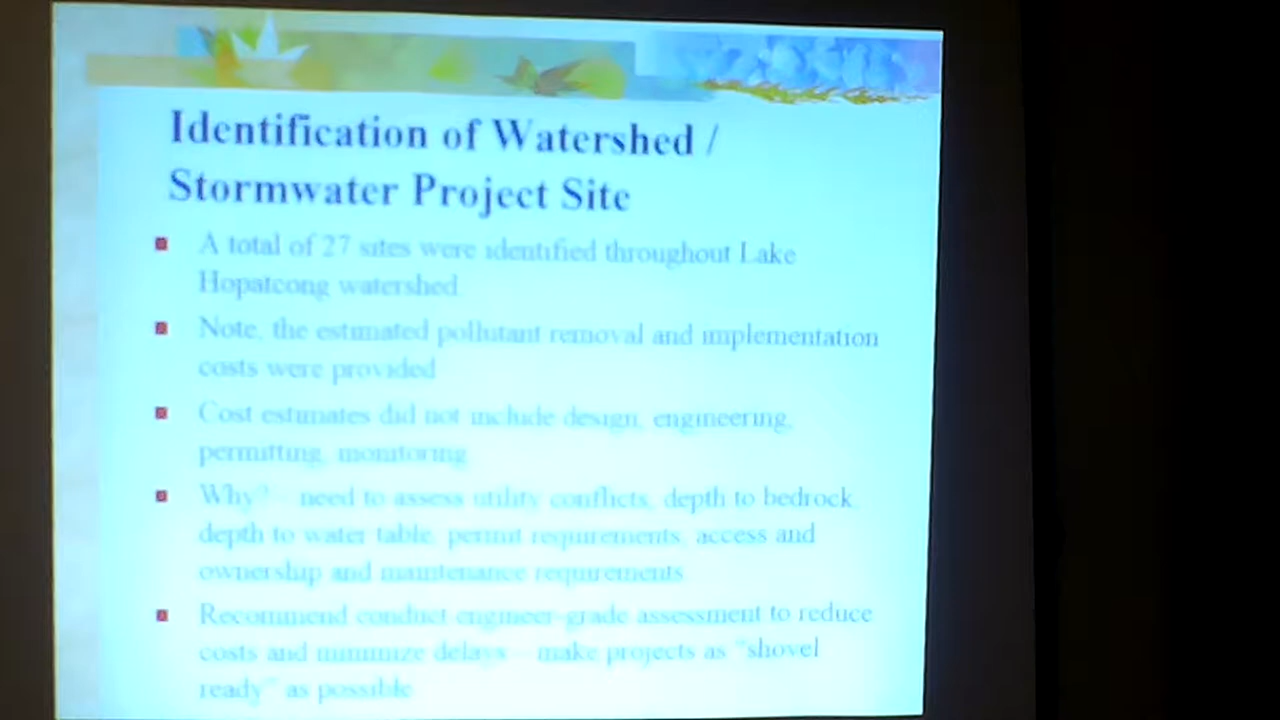 Identification of Watershed /
Stormwater Project Site
A total of 27 sites were identified throughout Lake
Hopatcong watershed
Note, the estimated pollutant removal and implementation
costs were provided
Cost estimates did not include design, engineering,
permitting, monitoring
Why? – need to assess utility conflicts, depth to bedrock,
depth to water table, permit requirements, access and
ownership and maintenance requirements
Recommend conduct engineer-grade assessment to reduce
costs and minimize delays – make projects as "shovel
ready" as possible